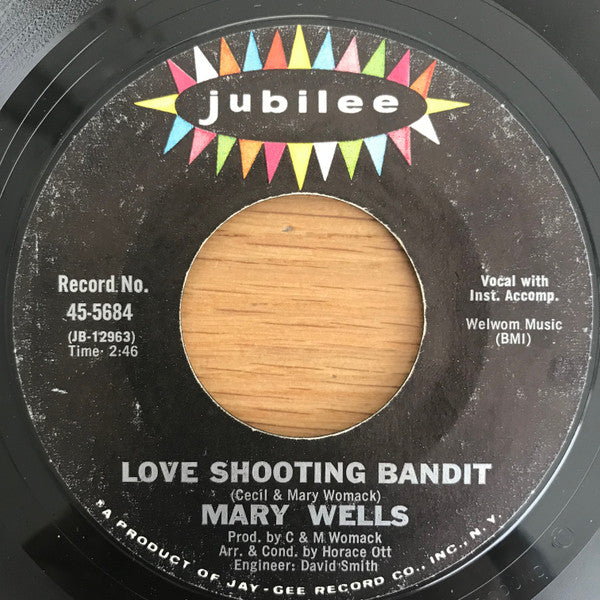 jubilee
Record No.
45-5684
(JB-12963)
Time: 2:46
Vocal with
Inst. Accomp.
Welwom Music
(BMI)
LOVE SHOOTING BANDIT
(Cecil & Mary Womack)
MARY WELLS
Prod. by C & M Womack
Arr. & Cond. by Horace Ott
Engineer: David Smith
A PRODUCT OF JAY-GEE RECORD CO., INC., N.Y.